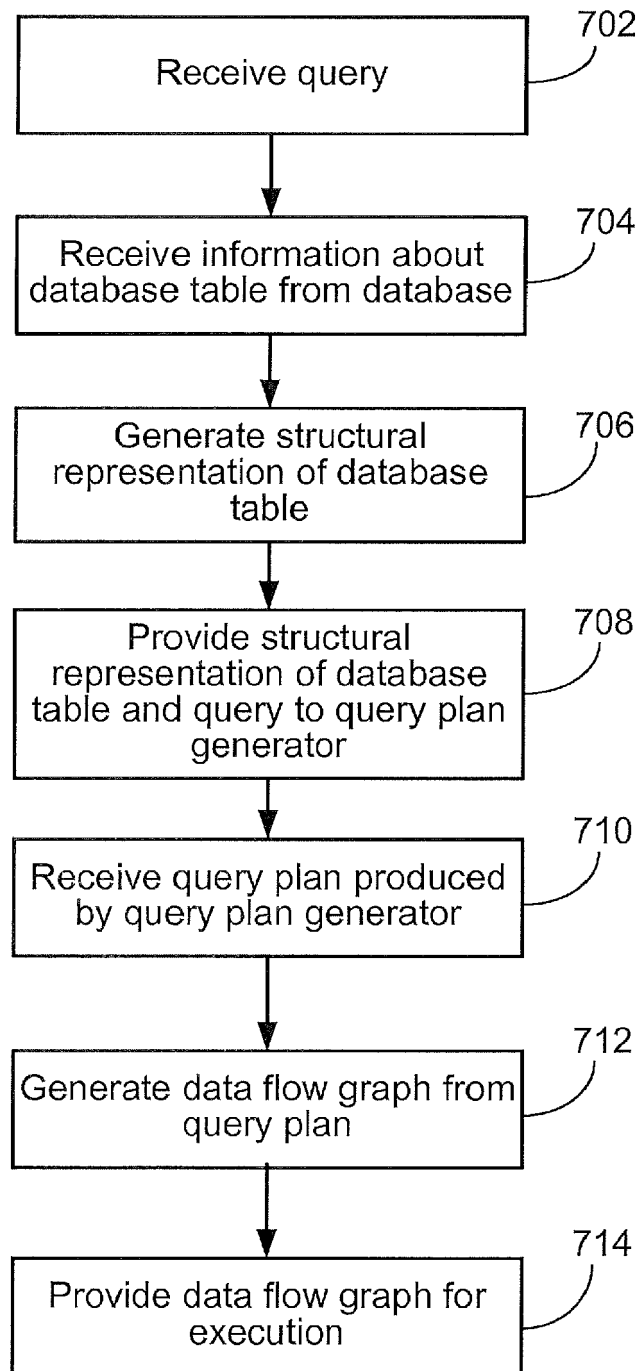 702
Receive query
704
Receive information about
database table from database
706
Generate structural
representation of database
table
708
Provide structural
representation of database
table and query to query plan
generator
710
Receive query plan produced
by query plan generator
712
Generate data flow graph from
query plan
714
Provide data flow graph for
execution